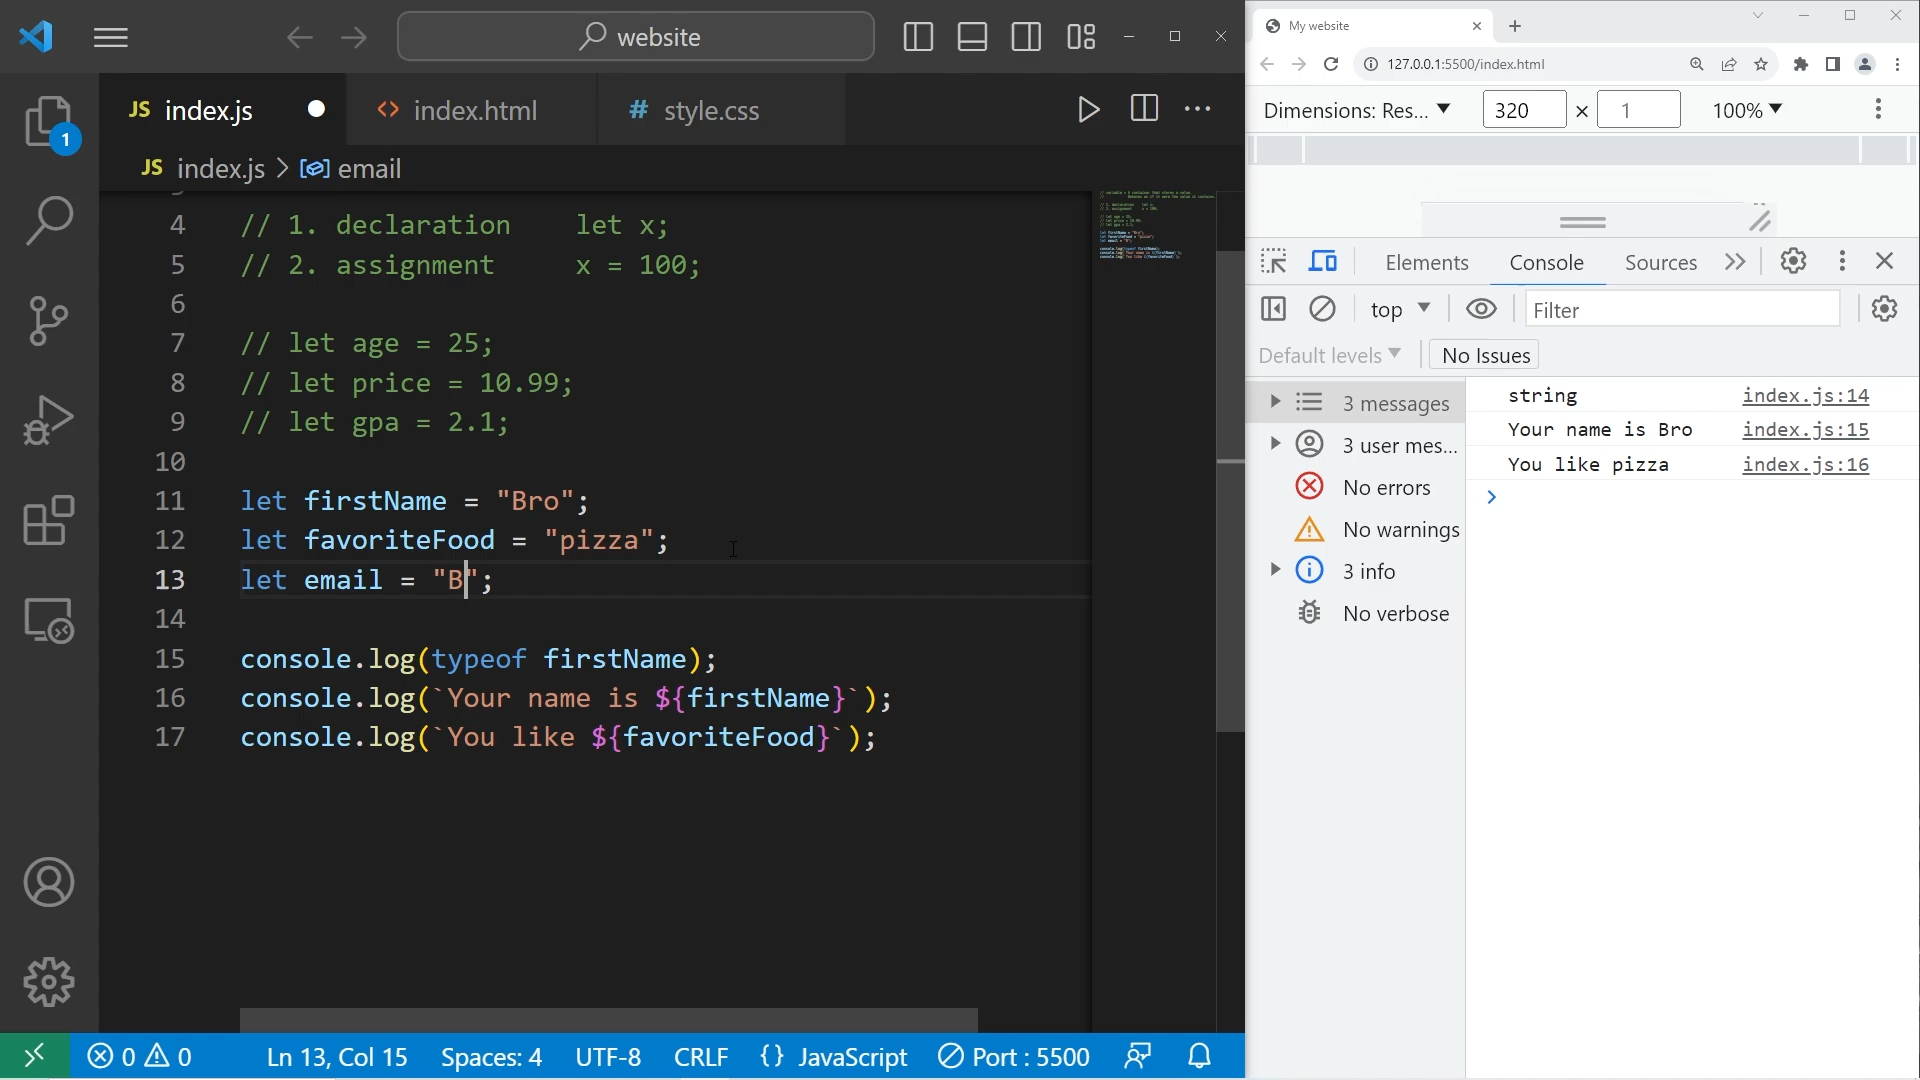 website
JS index.js
<> index.html
# style.css
JS index.js > email
4 // 1. declaration    let x;
5 // 2. assignment     x = 100;
6
7 // let age = 25;
8 // let price = 10.99;
9 // let gpa = 2.1;
10
11 let firstName = "Bro";
12 let favoriteFood = "pizza";
13 let email = "B";
14
15 console.log(typeof firstName);
16 console.log(`Your name is ${firstName}`);
17 console.log(`You like ${favoriteFood}`);
1
0 0
Ln 13, Col 15
Spaces: 4
UTF-8
CRLF
{} JavaScript
Port : 5500
My website
127.0.0.1:5500/index.html
Dimensions: Res... 320 × 1 100%
Elements Console Sources
top Filter
Default levels No Issues
3 messages
3 user mes...
No errors
No warnings
3 info
No verbose
string index.js:14
Your name is Bro index.js:15
You like pizza index.js:16